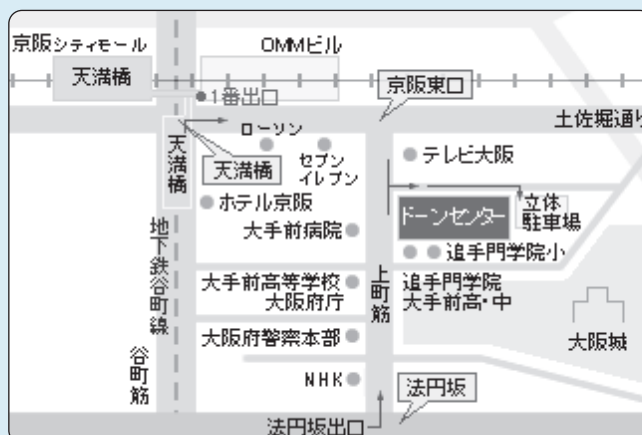 京阪シティモール
OMMビル
天満橋
●1番出口
京阪東口
土佐堀通り
ローソン
セブン
イレブン
天満橋
天満橋
テレビ大阪
ホテル京阪
ドーンセンター
立体
駐車場
大手前病院
追手門学院小
地下鉄谷町線
大手前高等学校
大阪府庁
上町筋
追手門学院
大手前高・中
大阪城
大阪府警察本部
谷町筋
NHK
法円坂
法円坂出口